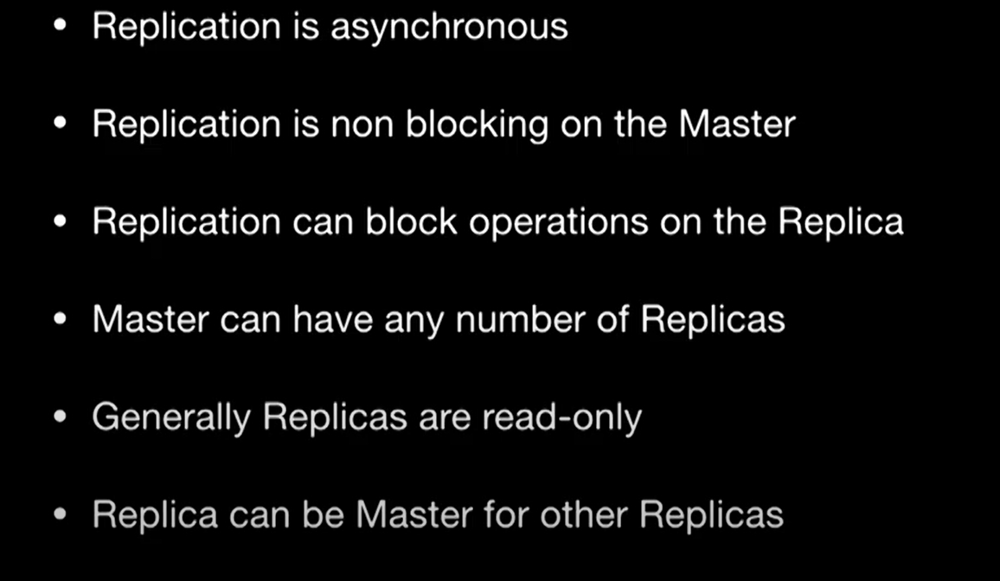 • Replication is asynchronous
• Replication is non blocking on the Master
• Replication can block operations on the Replica
• Master can have any number of Replicas
• Generally Replicas are read-only
• Replica can be Master for other Replicas